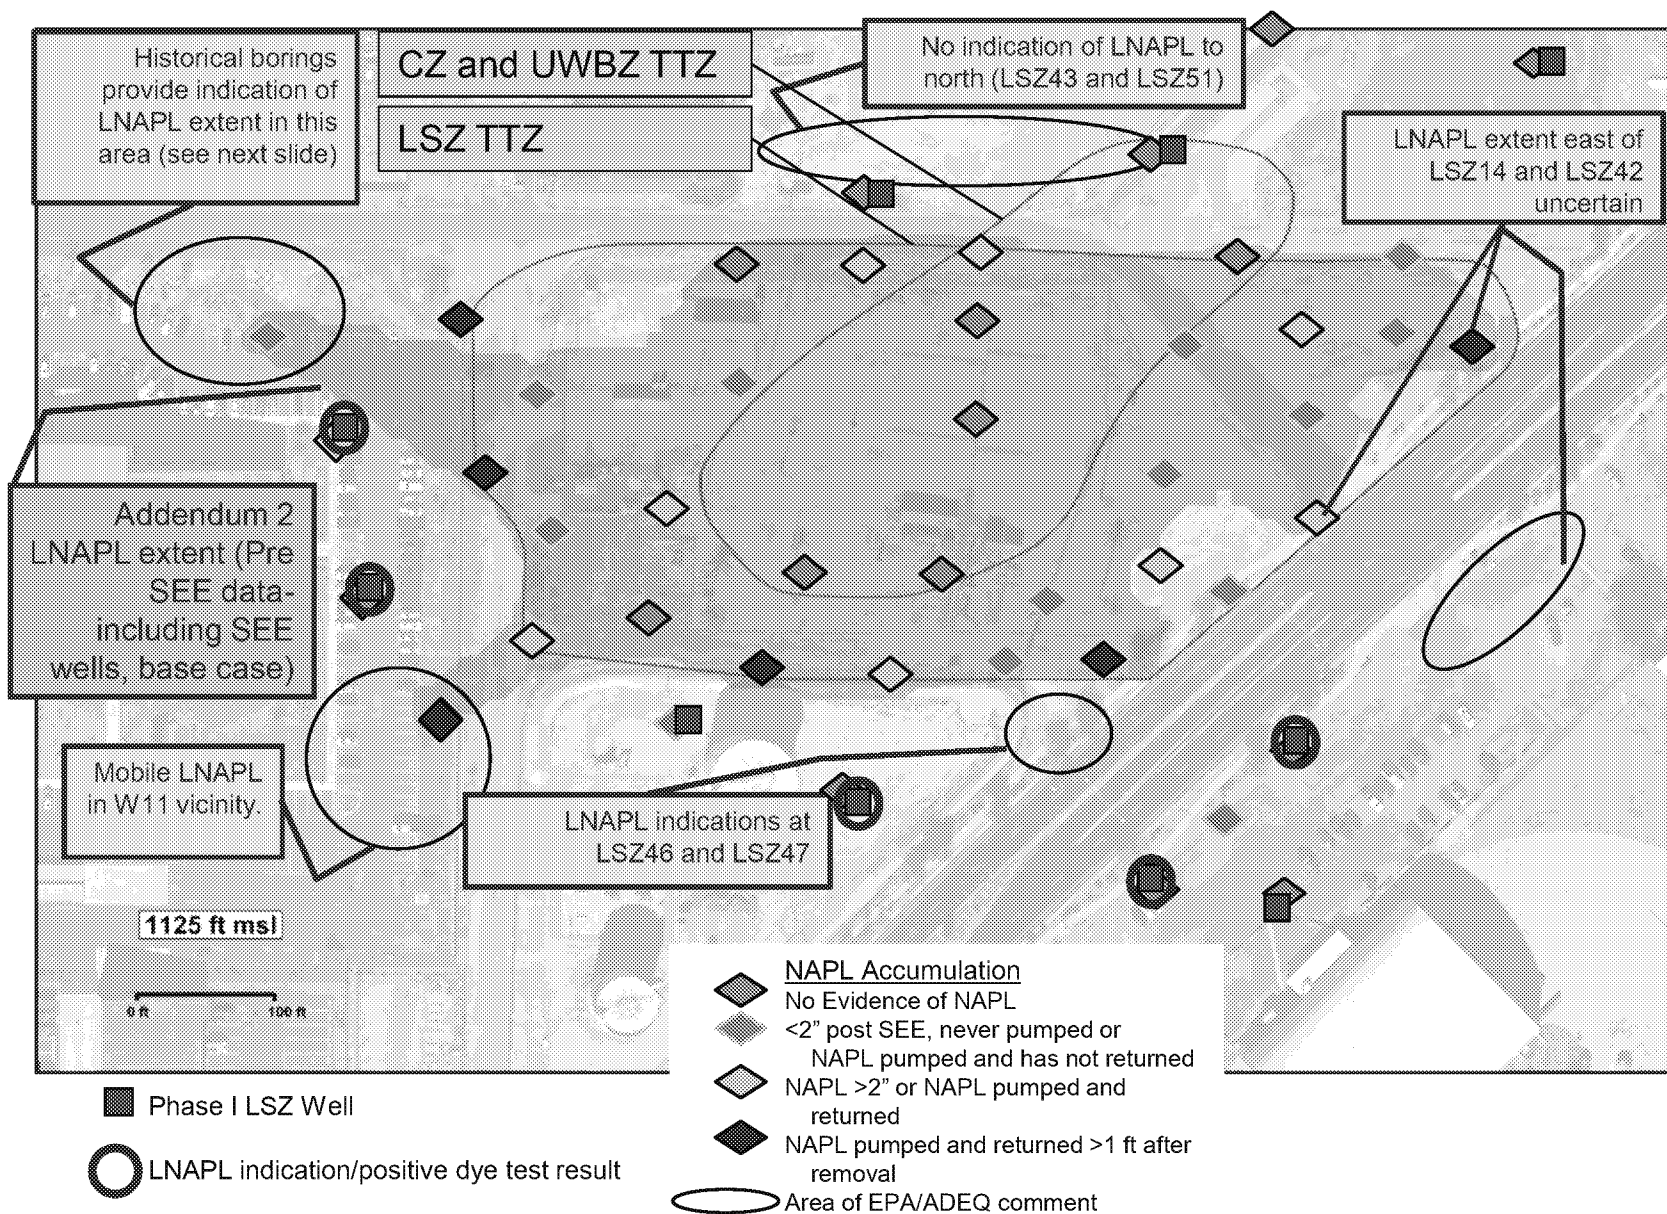 Historical borings
provide indication of
LNAPL extent in this
area (see next slide)
CZ and UWBZ TTZ
LSZ TTZ
No indication of LNAPL to
north (LSZ43 and LSZ51)
LNAPL extent east of
LSZ14 and LSZ42
uncertain
Addendum 2
LNAPL extent (Pre
SEE data-
including SEE
wells, base case)
Mobile LNAPL
in W11 vicinity.
LNAPL indications at
LSZ46 and LSZ47
1125 ft msl
0 ft 100 ft
Phase I LSZ Well
LNAPL indication/positive dye test result
NAPL Accumulation
No Evidence of NAPL
<2” post SEE, never pumped or
NAPL pumped and has not returned
NAPL >2” or NAPL pumped and
returned
NAPL pumped and returned >1 ft after
removal
Area of EPA/ADEQ comment